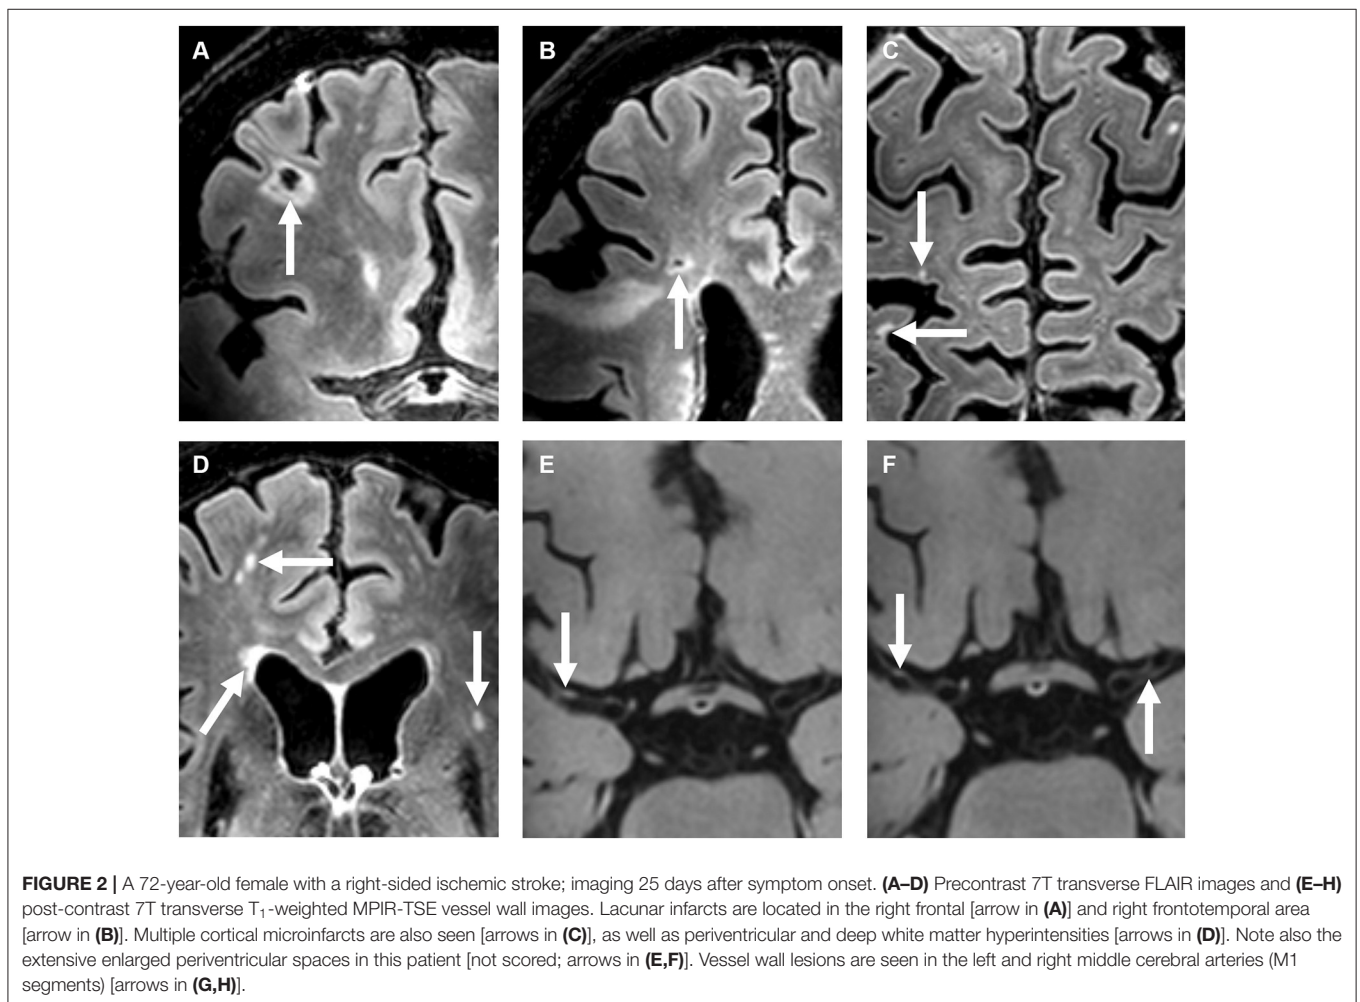 A
B
C
D
E
F
FIGURE 2 | A 72-year-old female with a right-sided ischemic stroke; imaging 25 days after symptom onset. (A–D) Precontrast 7T transverse FLAIR images and (E–H)
post-contrast 7T transverse T1-weighted MPIR-TSE vessel wall images. Lacunar infarcts are located in the right frontal [arrow in (A)] and right frontotemporal area
[arrow in (B)]. Multiple cortical microinfarcts are also seen [arrows in (C)], as well as periventricular and deep white matter hyperintensities [arrows in (D)]. Note also the
extensive enlarged periventricular spaces in this patient [not scored; arrows in (E,F)]. Vessel wall lesions are seen in the left and right middle cerebral arteries (M1
segments) [arrows in (G,H)].